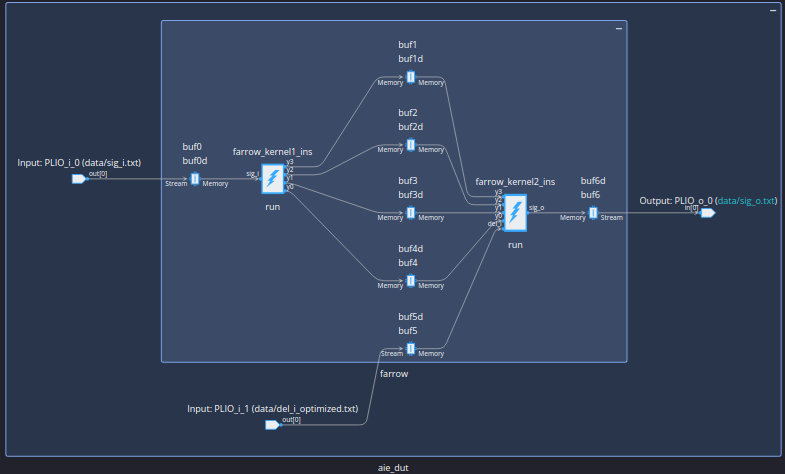 buf1
buf1d
Memory Memory
buf2
buf2d
Memory Memory
buf0
buf0d
Stream Memory
Input: PLIO_i_0 (data/sig_i.txt)
out[0]
farrow_kernel1_ins
sig_i
y3
y2
y1
y0
run
buf3
buf3d
Memory Memory
farrow_kernel2_ins
y3
y2
y1
y0
sig_o
run
buf6d
buf6
Memory Stream
Output: PLIO_o_0 (data/sig_o.txt)
in[0]
buf4d
buf4
Memory Memory
buf5d
buf5
Stream Memory
farrow
Input: PLIO_i_1 (data/del_i_optimized.txt)
out[0]
aie_dut